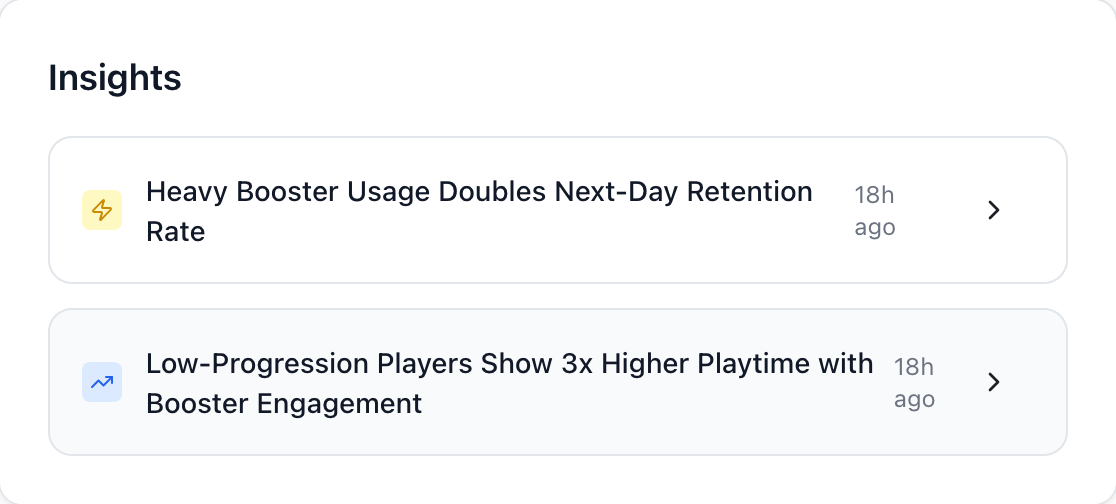 Insights
Heavy Booster Usage Doubles Next-Day Retention
Rate
18h
ago
Low-Progression Players Show 3x Higher Playtime with
Booster Engagement
18h
ago